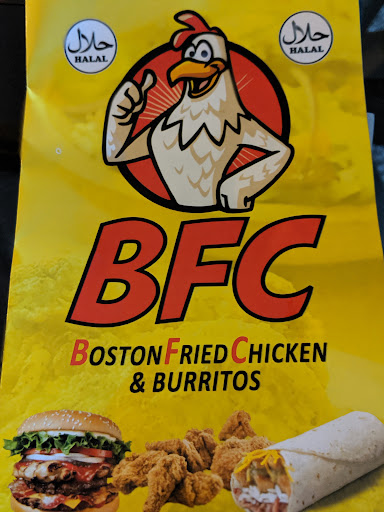 حلال
HALAL
حلال
HALAL
BFC
BOSTON FRIED CHICKEN
& BURRITOS